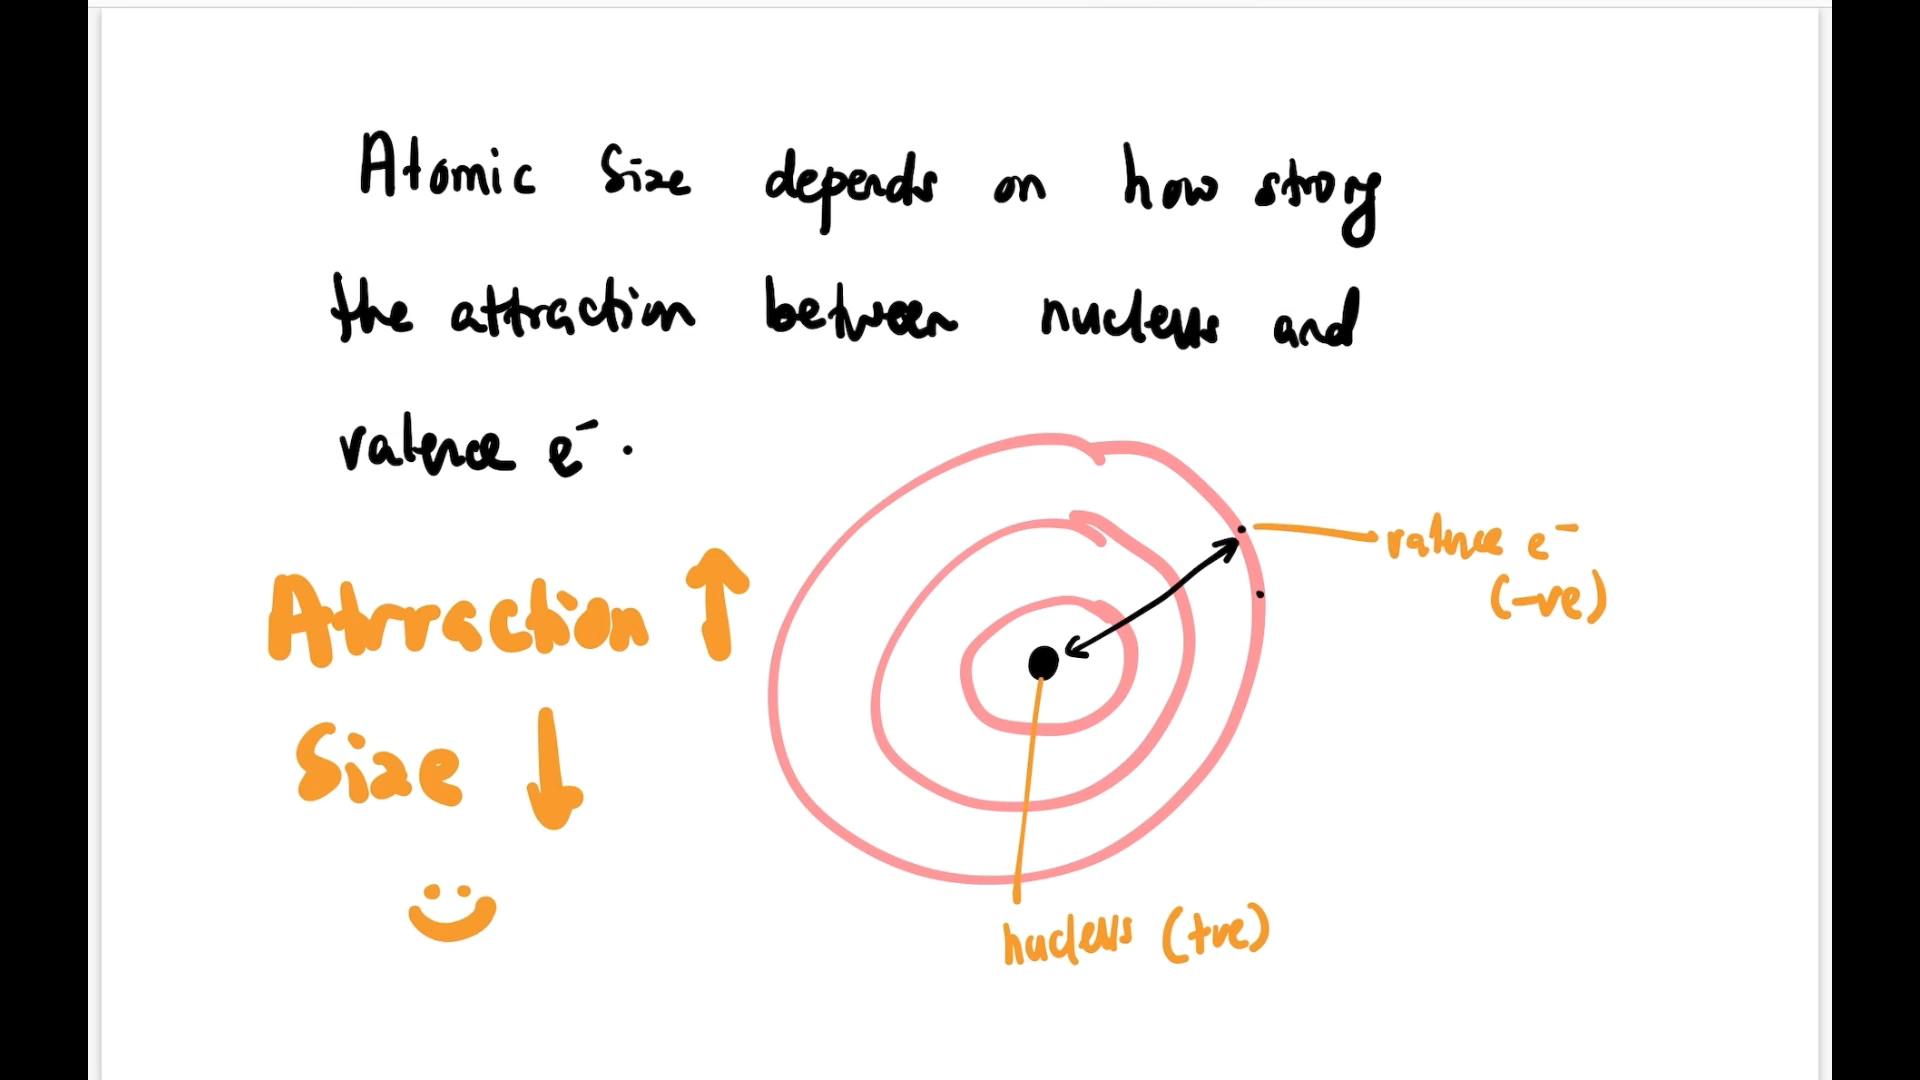 Atomic Size depends on how strong
the attraction between nucleus and
valence e⁻.
valence e⁻
(-ve)
Attraction ↑
Size ↓
nucleus (+ve)